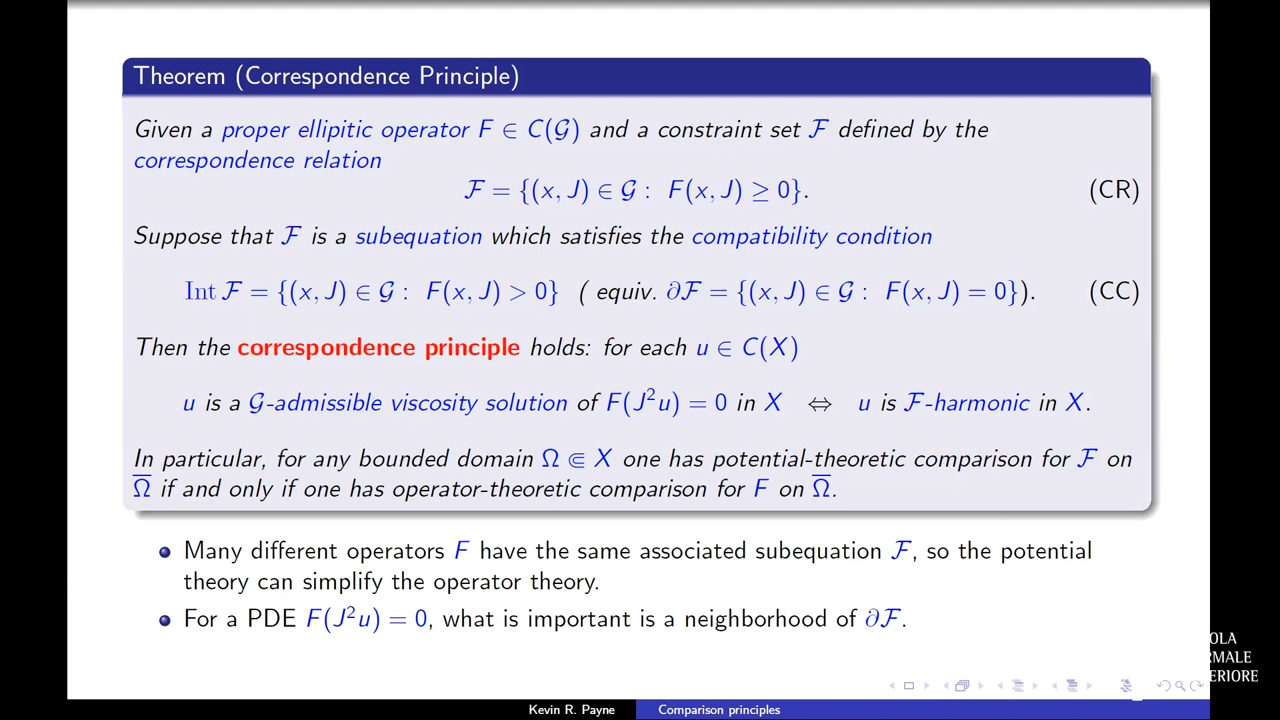 Theorem (Correspondence Principle)
Given a proper ellipitic operator F ∈ C(𝒢) and a constraint set ℱ defined by the
correspondence relation
ℱ = {(x, J) ∈ 𝒢 : F(x, J) ≥ 0}. (CR)
Suppose that ℱ is a subequation which satisfies the compatibility condition
Int ℱ = {(x, J) ∈ 𝒢 : F(x, J) > 0} ( equiv. ∂ℱ = {(x, J) ∈ 𝒢 : F(x, J) = 0}). (CC)
Then the correspondence principle holds: for each u ∈ C(X)
u is a 𝒢-admissible viscosity solution of F(J²u) = 0 in X ⇔ u is ℱ-harmonic in X.
In particular, for any bounded domain Ω ⋐ X one has potential-theoretic comparison for ℱ on
Ω̅ if and only if one has operator-theoretic comparison for F on Ω̅.
Many different operators F have the same associated subequation ℱ, so the potential
theory can simplify the operator theory.
For a PDE F(J²u) = 0, what is important is a neighborhood of ∂ℱ.
OLA
RMALE
ERIORE
Kevin R. Payne Comparison principles